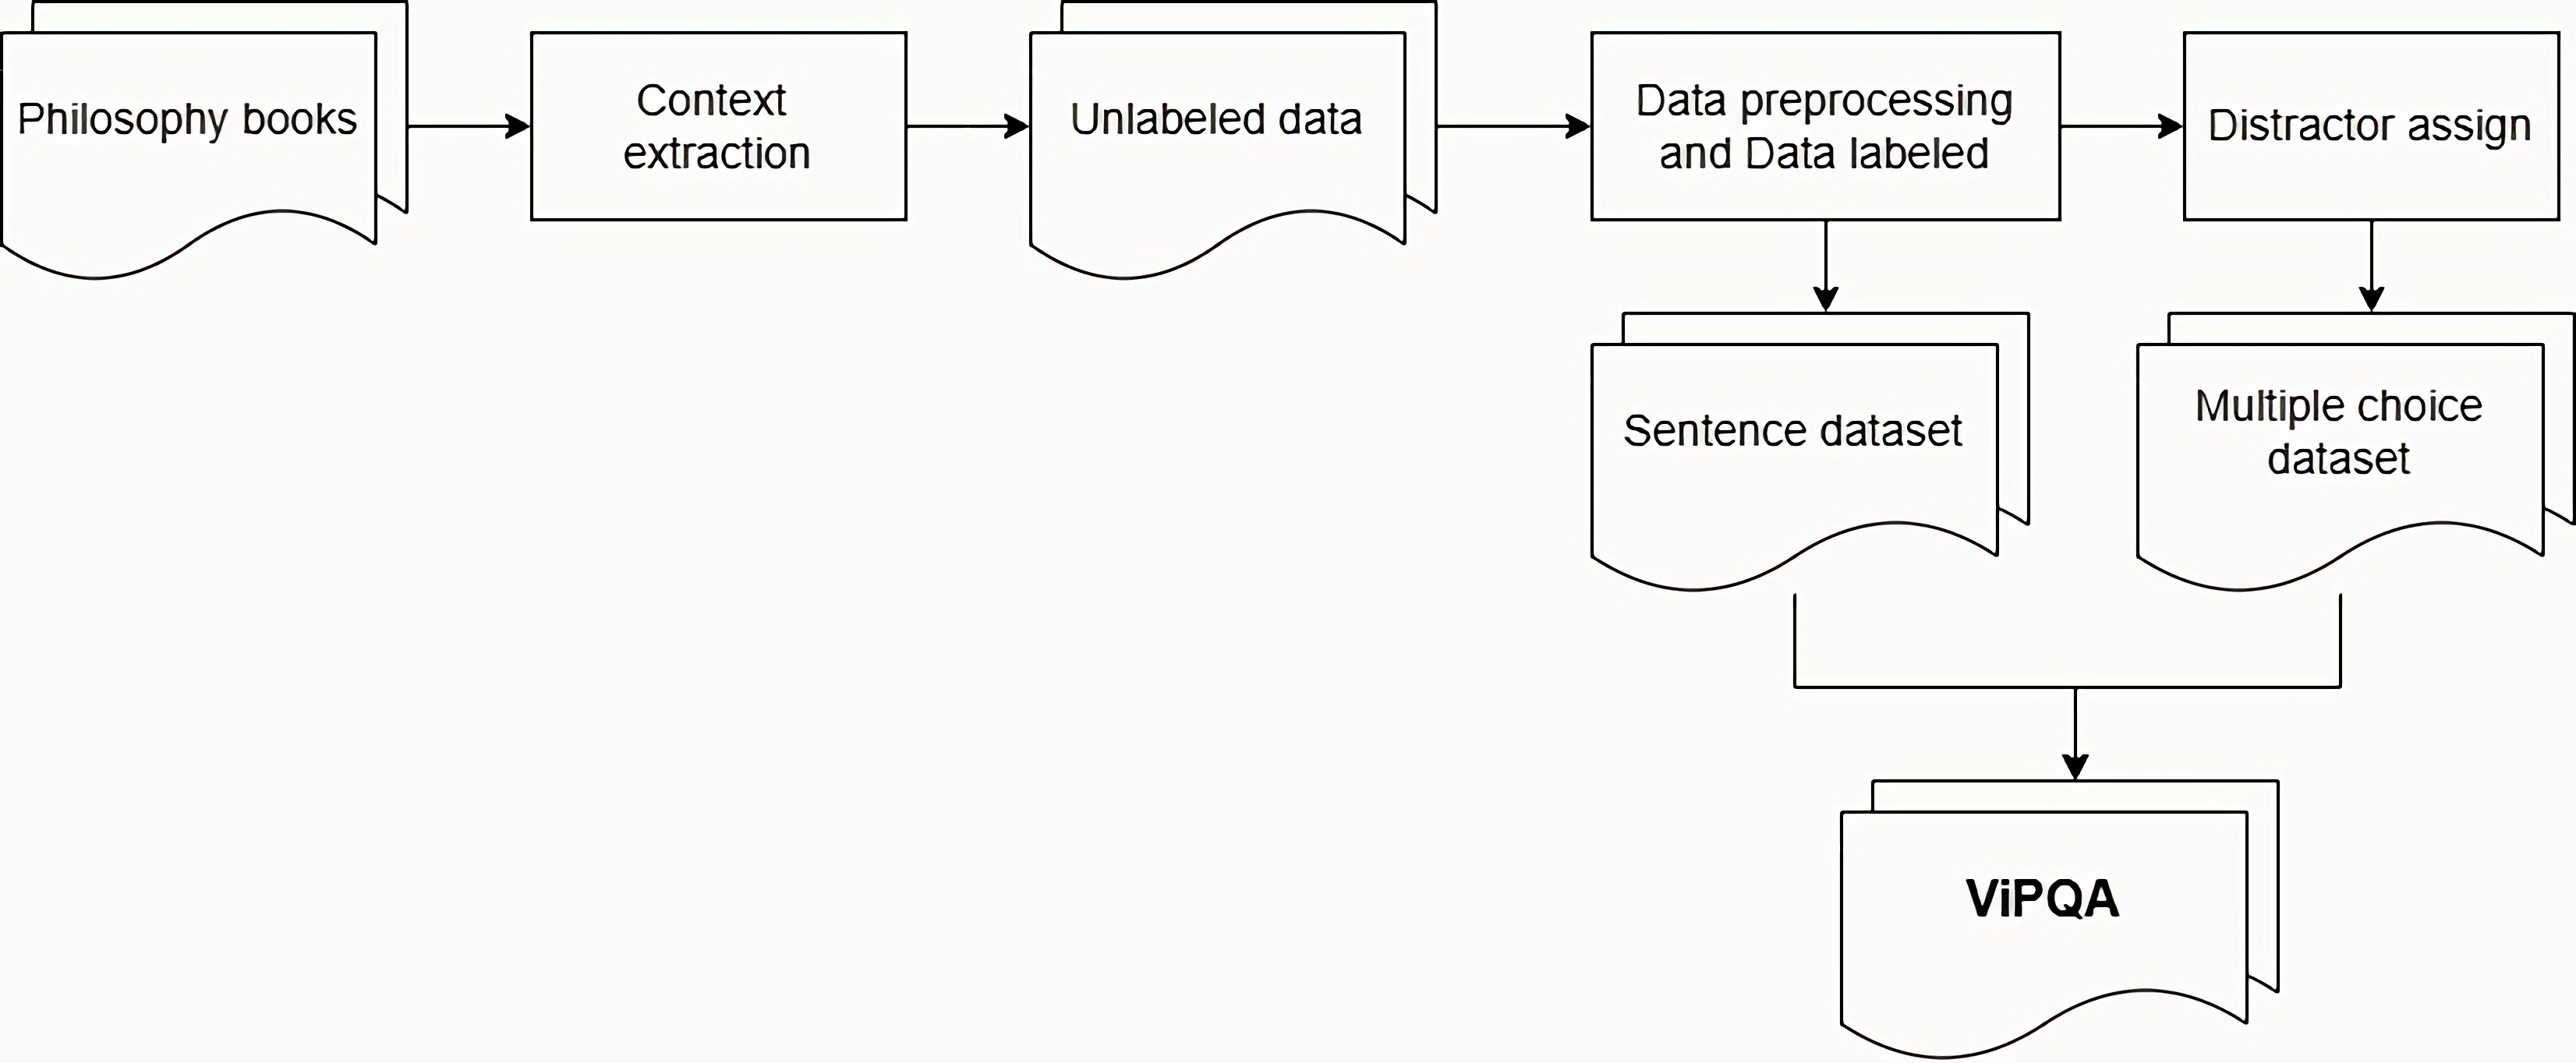 Philosophy books
Context
extraction
Unlabeled data
Data preprocessing
and Data labeled
Distractor assign
Sentence dataset
Multiple choice
dataset
ViPQA